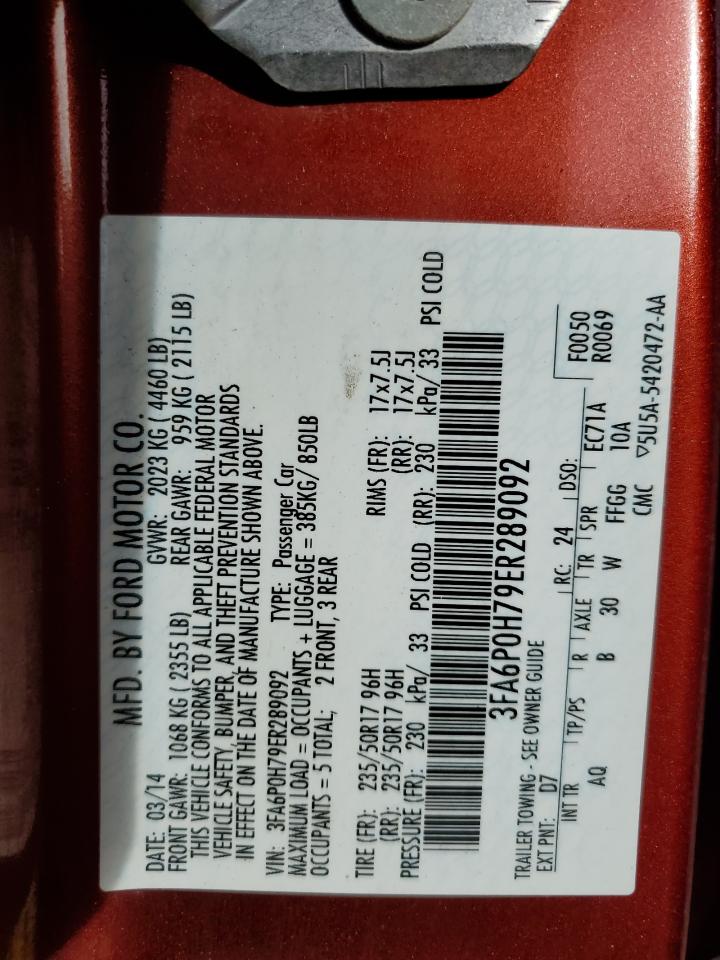 MFD. BY FORD MOTOR CO.
DATE: 03/14 GVWR: 2023 KG ( 4460 LB)
FRONT GAWR: 1068 KG ( 2355 LB) REAR GAWR: 959 KG ( 2115 LB)
THIS VEHICLE CONFORMS TO ALL APPLICABLE FEDERAL MOTOR
VEHICLE SAFETY, BUMPER, AND THEFT PREVENTION STANDARDS
IN EFFECT ON THE DATE OF MANUFACTURE SHOWN ABOVE.
VIN: 3FA6P0H79ER289092 TYPE: Passenger Car
MAXIMUM LOAD = OCCUPANTS + LUGGAGE = 385KG/ 850LB
OCCUPANTS = 5 TOTAL; 2 FRONT, 3 REAR
TIRE (FR): 235/50R17 96H RIMS (FR): 17x7.5J
(RR): 235/50R17 96H (RR): 17x7.5J
PRESSURE (FR): 230 kPa/ 33 PSI COLD (RR): 230 kPa/ 33 PSI COLD
3FA6P0H79ER289092
TRAILER TOWING - SEE OWNER GUIDE F0050
EXT PNT: D7 RC: 24 DSO: R0069
INT TR TP/PS R AXLE TR SPR EC71A
AQ B 30 W FFGG 10A
CMC ▽5U5A-5420472-AA